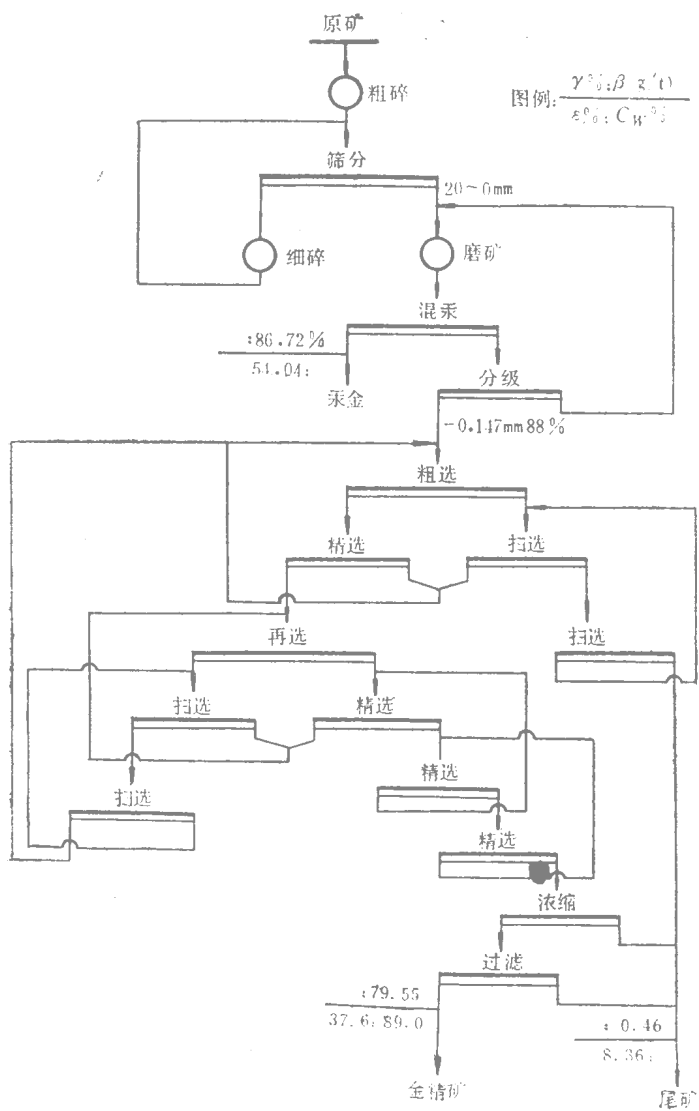 原矿
粗碎
图例: γ%:β g/t)
ε%: CW%
筛分
20~0mm
细碎
磨矿
混汞
:86.72%
54.04:
汞金
分级
-0.147mm88%
粗选
精选
扫选
再选
扫选
扫选
精选
扫选
精选
精选
浓缩
过滤
:79.55
37.6:89.0
:0.46
8.36:
金精矿
尾矿